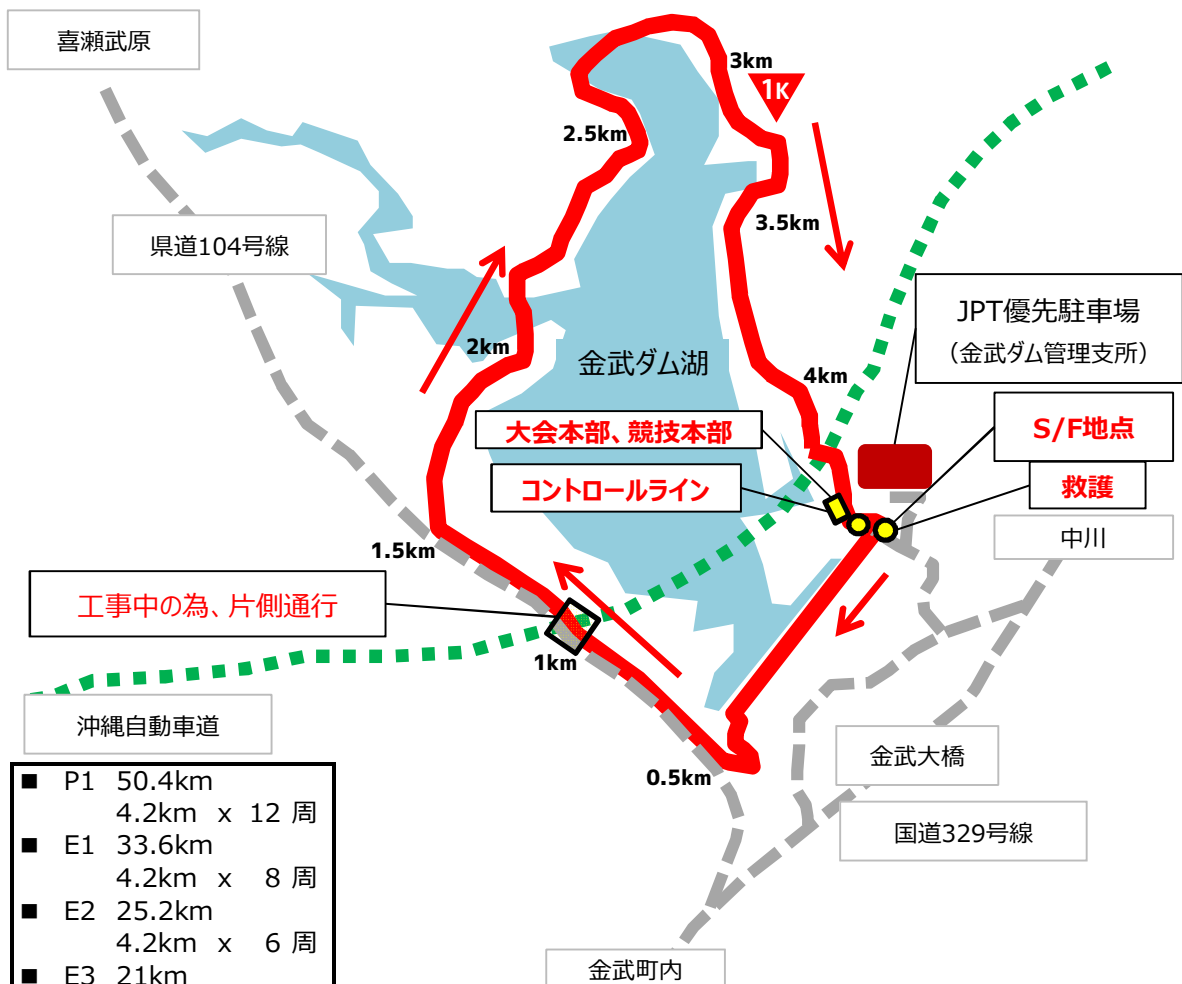 喜瀬武原
3km
1K
2.5km
県道104号線
3.5km
JPT優先駐車場
（金武ダム管理支所）
2km
金武ダム湖
4km
大会本部、競技本部
S/F地点
コントロールライン
救護
中川
1.5km
工事中の為、片側通行
1km
沖縄自動車道
0.5km
金武大橋
国道329号線
■ P1 50.4km
4.2km x 12 周
■ E1 33.6km
4.2km x 8 周
■ E2 25.2km
4.2km x 6 周
■ E3 21km
金武町内